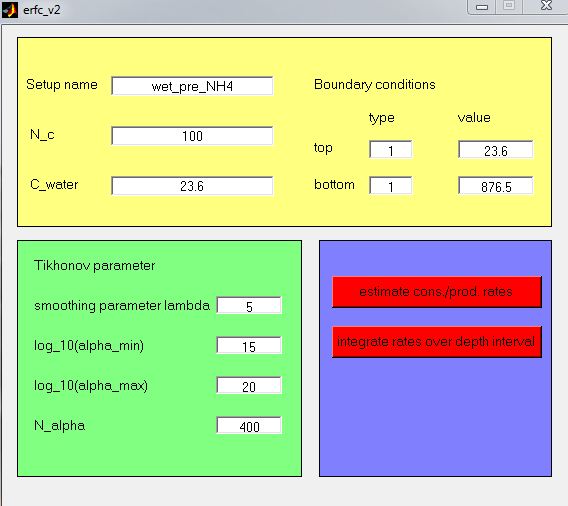 erfc_v2
Setup name wet_pre_NH4
Boundary conditions
type value
N_c 100
top 1 23.6
C_water 23.6
bottom 1 876.5
Tikhonov parameter
smoothing parameter lambda 5
log_10(alpha_min) 15
log_10(alpha_max) 20
N_alpha 400
estimate cons./prod. rates
integrate rates over depth interval